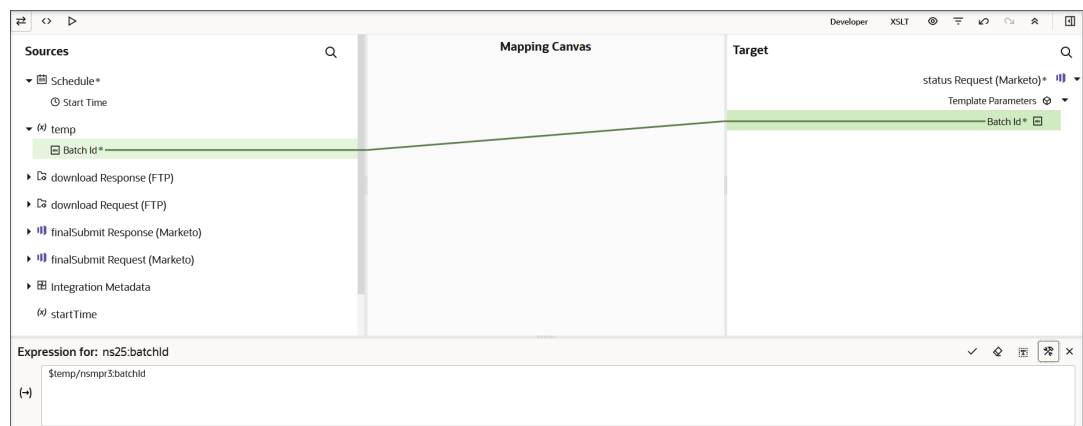 Developer XSLT
Sources
Mapping Canvas
Target
Schedule*
status Request (Marketo)*
Start Time
Template Parameters
(x) temp
Batch Id*
Batch Id*
download Response (FTP)
download Request (FTP)
finalSubmit Response (Marketo)
finalSubmit Request (Marketo)
Integration Metadata
(x) startTime
Expression for: ns25:batchId
$temp/nsmpr3:batchId